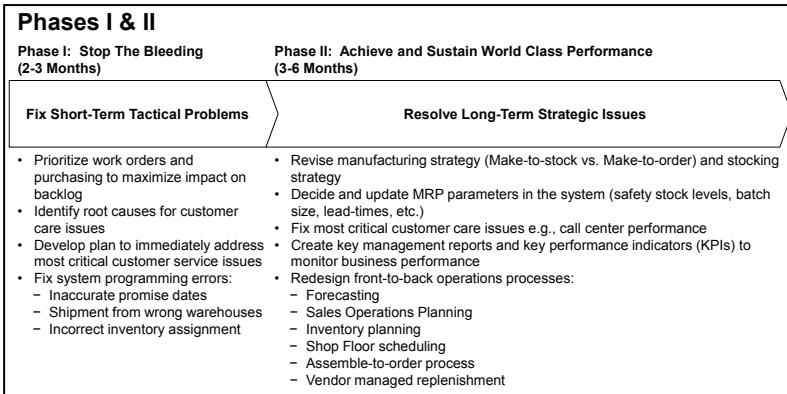 Phases I & II
Phase I: Stop The Bleeding
(2-3 Months)
Phase II: Achieve and Sustain World Class Performance
(3-6 Months)
Fix Short-Term Tactical Problems
Resolve Long-Term Strategic Issues
• Prioritize work orders and
purchasing to maximize impact on
backlog
• Identify root causes for customer
care issues
• Develop plan to immediately address
most critical customer service issues
• Fix system programming errors:
− Inaccurate promise dates
− Shipment from wrong warehouses
− Incorrect inventory assignment
• Revise manufacturing strategy (Make-to-stock vs. Make-to-order) and stocking
strategy
• Decide and update MRP parameters in the system (safety stock levels, batch
size, lead-times, etc.)
• Fix most critical customer care issues e.g., call center performance
• Create key management reports and key performance indicators (KPIs) to
monitor business performance
• Redesign front-to-back operations processes:
− Forecasting
− Sales Operations Planning
− Inventory planning
− Shop Floor scheduling
− Assemble-to-order process
− Vendor managed replenishment